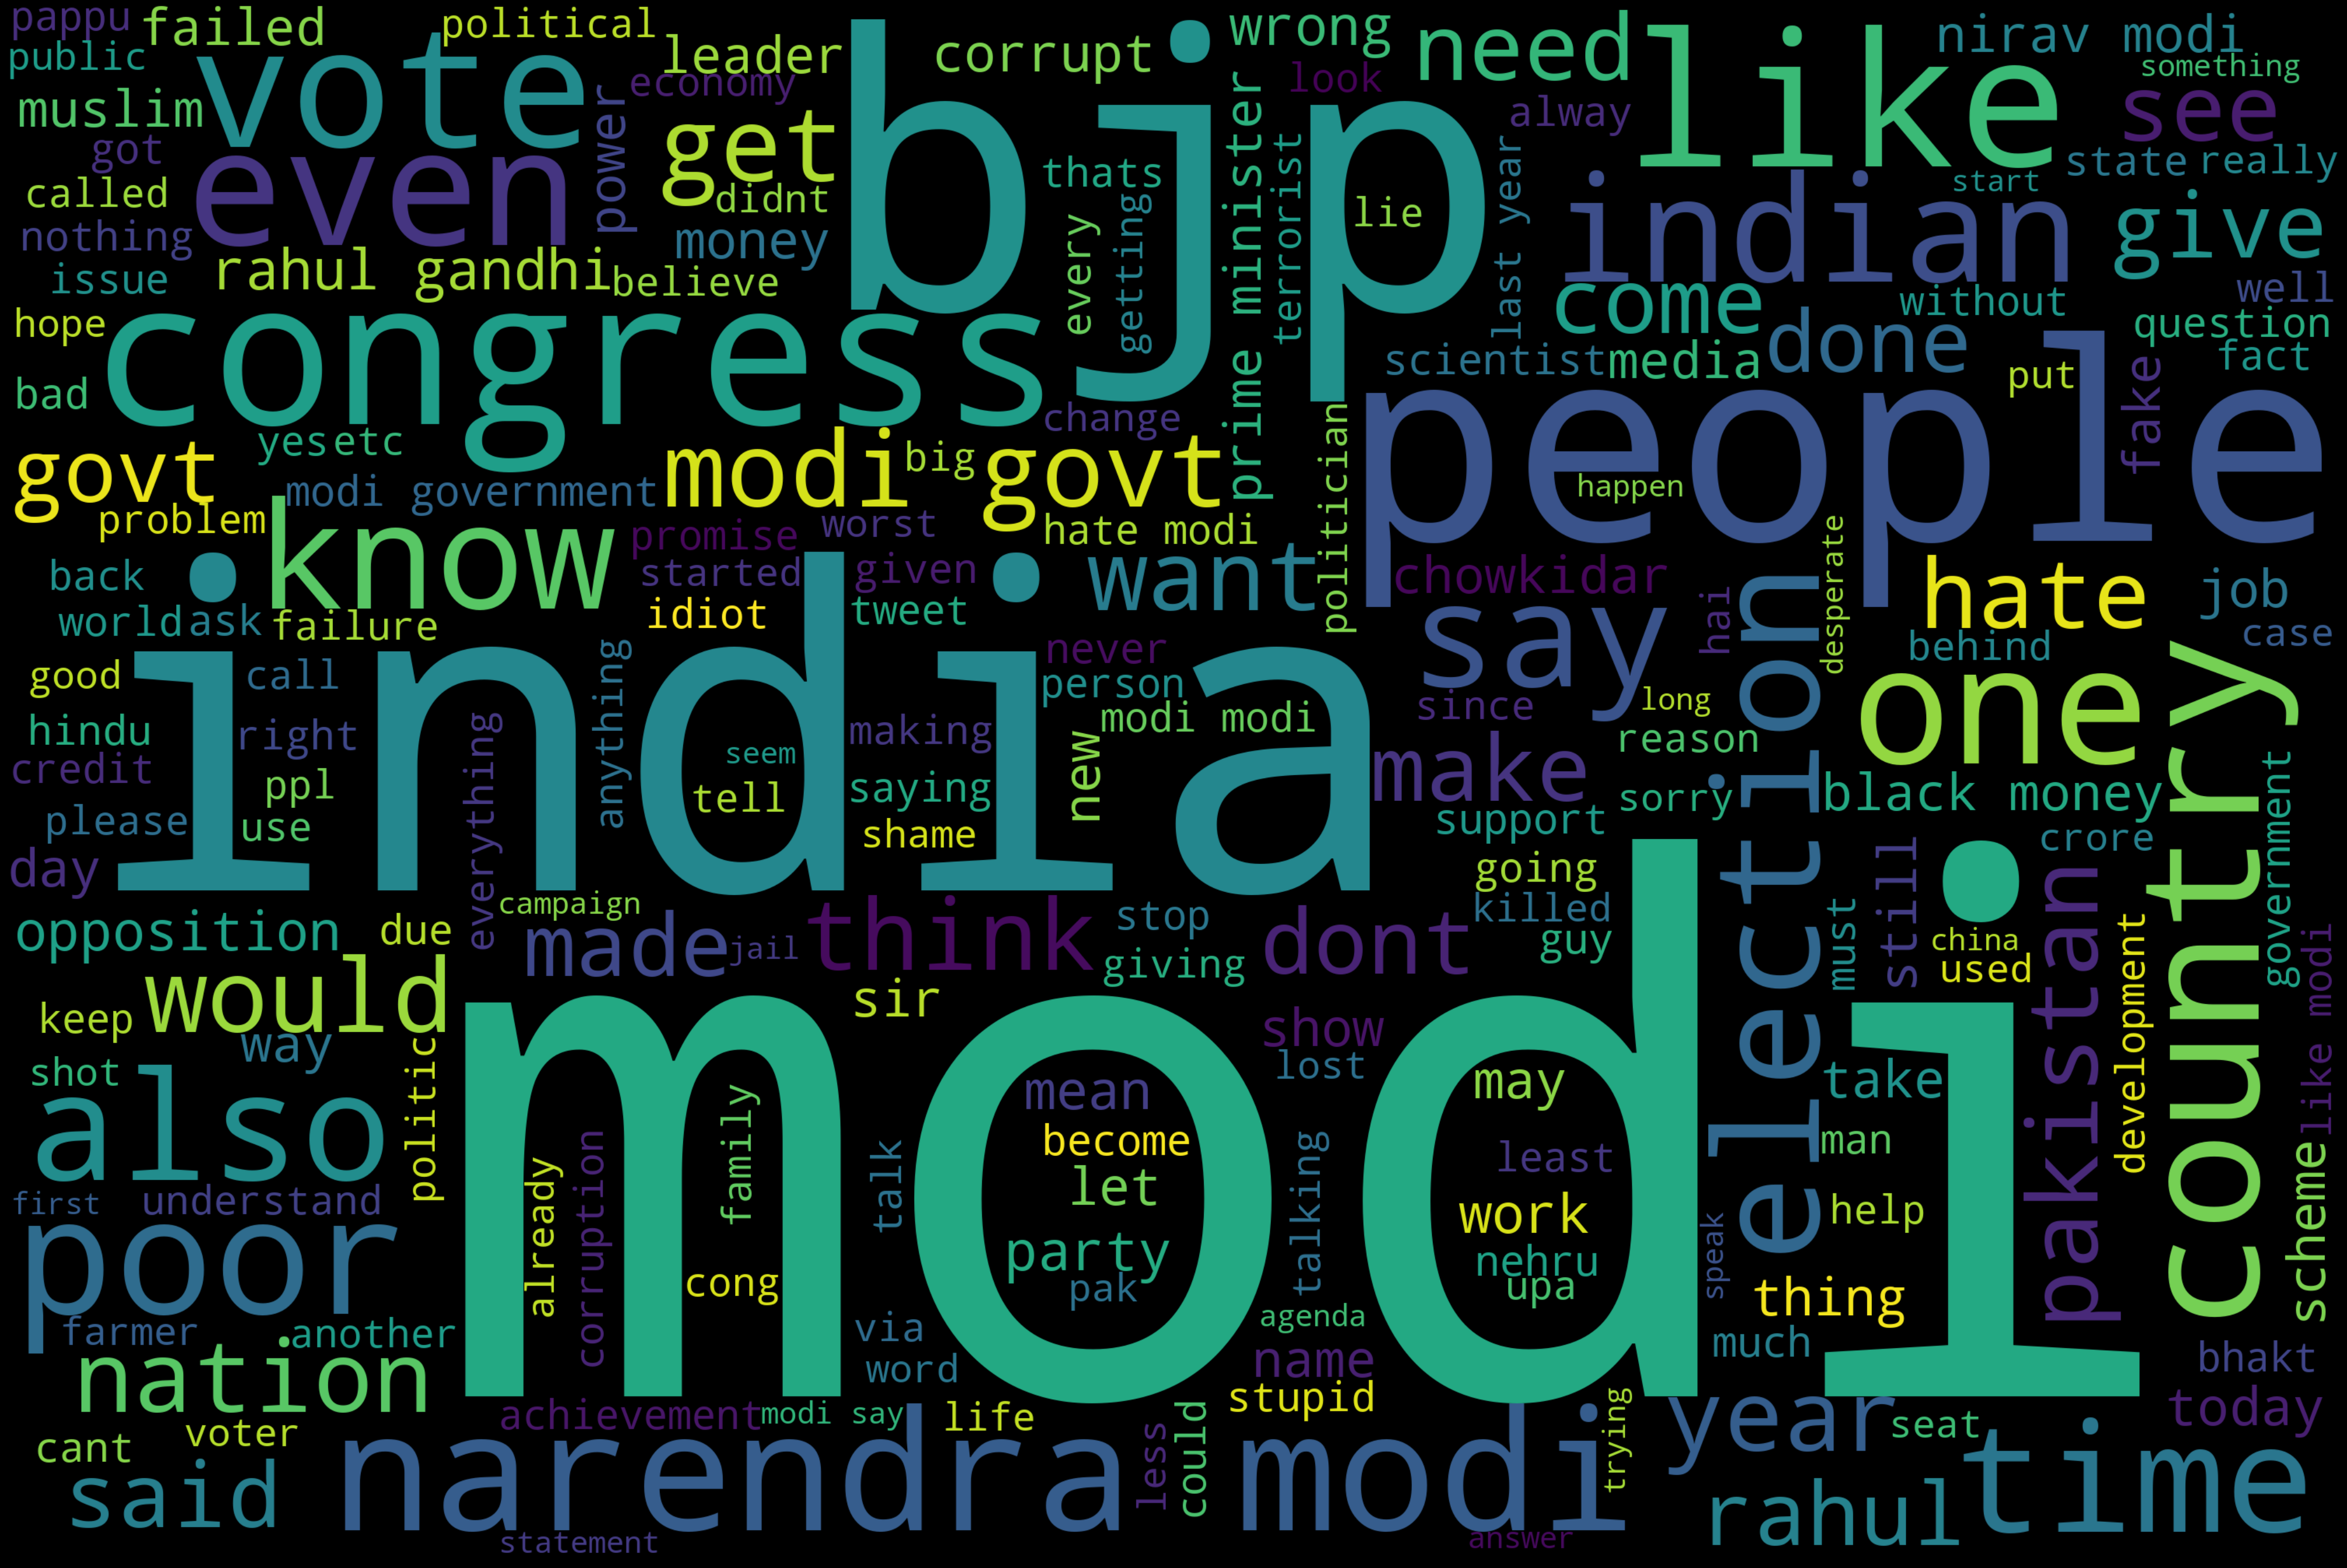 pappu
failed
political
vote
leader
corrupt
bjp
wrong
need
like
nirav modi
something
public
economy
look
muslim
power
get
alway
see
got
even
thats
prime minister
terrorist
last year
indian
state
really
start
called
didnt
every
getting
lie
give
nothing
money
rahul gandhi
believe
issue
come
without
well
hope
congress
scientist
media
done
question
fact
bad
change
people
put
fake
yes
etc
govt
modi govt
big
politician
happen
modi government
problem
know
promise
worst
hate modi
want
chowkidar
desperate
hate
job
back
india
started
given
idiot
tweet
say
hai
election
behind
case
world
ask
failure
never
person
one
country
good
call
anything
modi modi
since
long
hindu
right
everything
seem
making
new
reason
credit
make
ppl
tell
saying
sorry
black money
government
please
use
shame
support
crore
day
going
still
campaign
killed
opposition
due
made
jail
think
stop
giving
dont
guy
must
china
used
pakistan
development
like modi
would
keep
sir
modi
show
way
shot
also
politic
lost
mean
may
take
family
become
talk
talking
least
man
first
understand
already
corruption
let
work
help
scheme
poor
party
nehru
speak
cong
pak
upa
thing
farmer
another
via
agenda
much
nation
word
name
bhakt
stupid
voter
achievement
modi say
life
less
could
trying
year
seat
today
cant
narendra modi
said
rahul
time
statement
answer